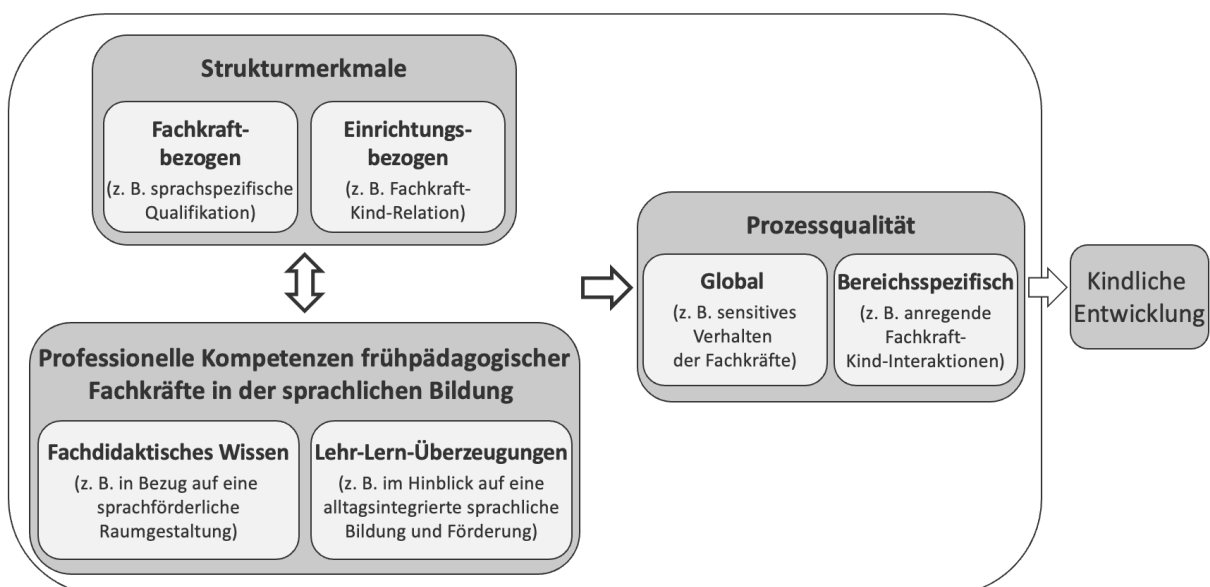 Strukturmerkmale
Fachkraft-
bezogen
(z. B. sprachspezifische
Qualifikation)
Einrichtungs-
bezogen
(z. B. Fachkraft-
Kind-Relation)
Professionelle Kompetenzen frühpädagogischer
Fachkräfte in der sprachlichen Bildung
Fachdidaktisches Wissen
(z. B. in Bezug auf eine
sprachförderliche
Raumgestaltung)
Lehr-Lern-Überzeugungen
(z. B. im Hinblick auf eine
alltagsintegrierte sprachliche
Bildung und Förderung)
Prozessqualität
Global
(z. B. sensitives
Verhalten
der Fachkräfte)
Bereichsspezifisch
(z. B. anregende
Fachkraft-
Kind-Interaktionen)
Kindliche
Entwicklung